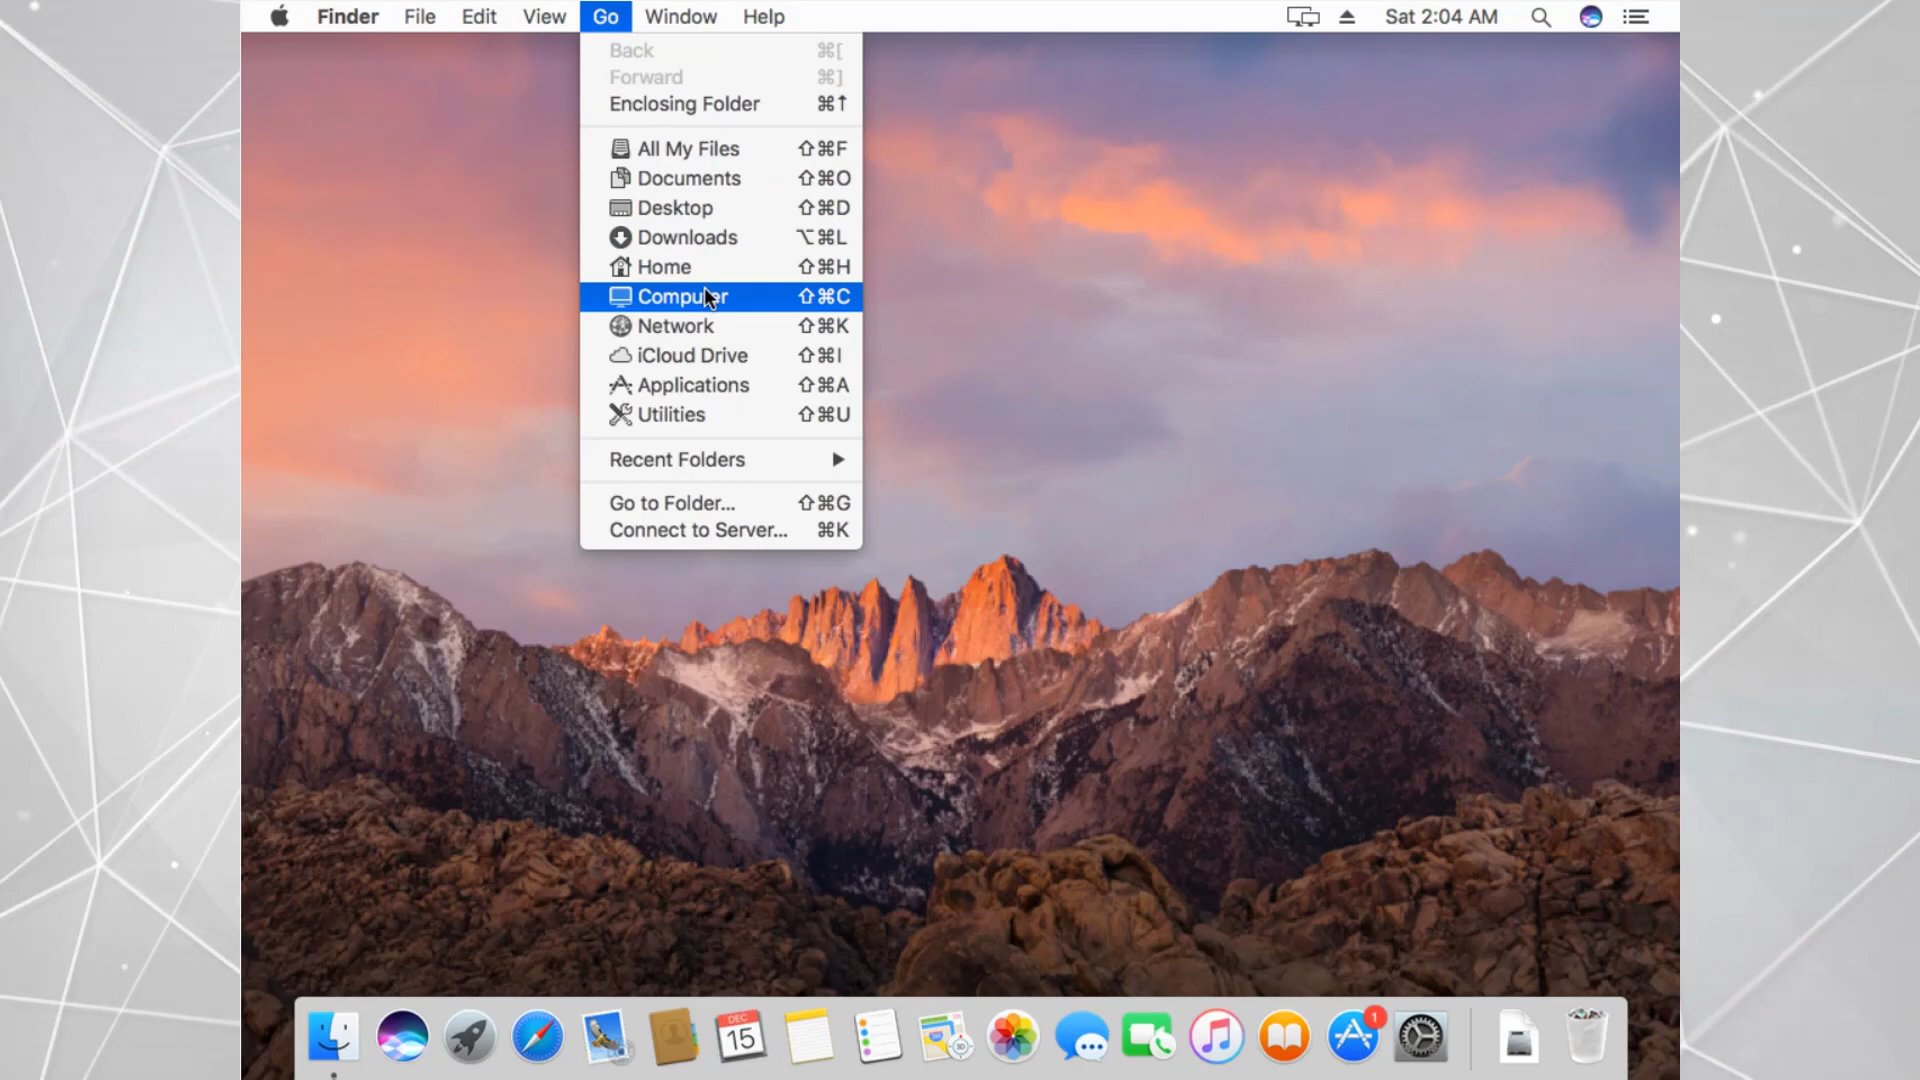 Finder File Edit View Go Window Help Sat 2:04 AM
Back ⌘[
Forward ⌘]
Enclosing Folder ⌘↑
All My Files ⇧⌘F
Documents ⇧⌘O
Desktop ⇧⌘D
Downloads ⌥⌘L
Home ⇧⌘H
Computer ⇧⌘C
Network ⇧⌘K
iCloud Drive ⇧⌘I
Applications ⇧⌘A
Utilities ⇧⌘U
Recent Folders ▶
Go to Folder... ⇧⌘G
Connect to Server... ⌘K
DEC
15
3D
1